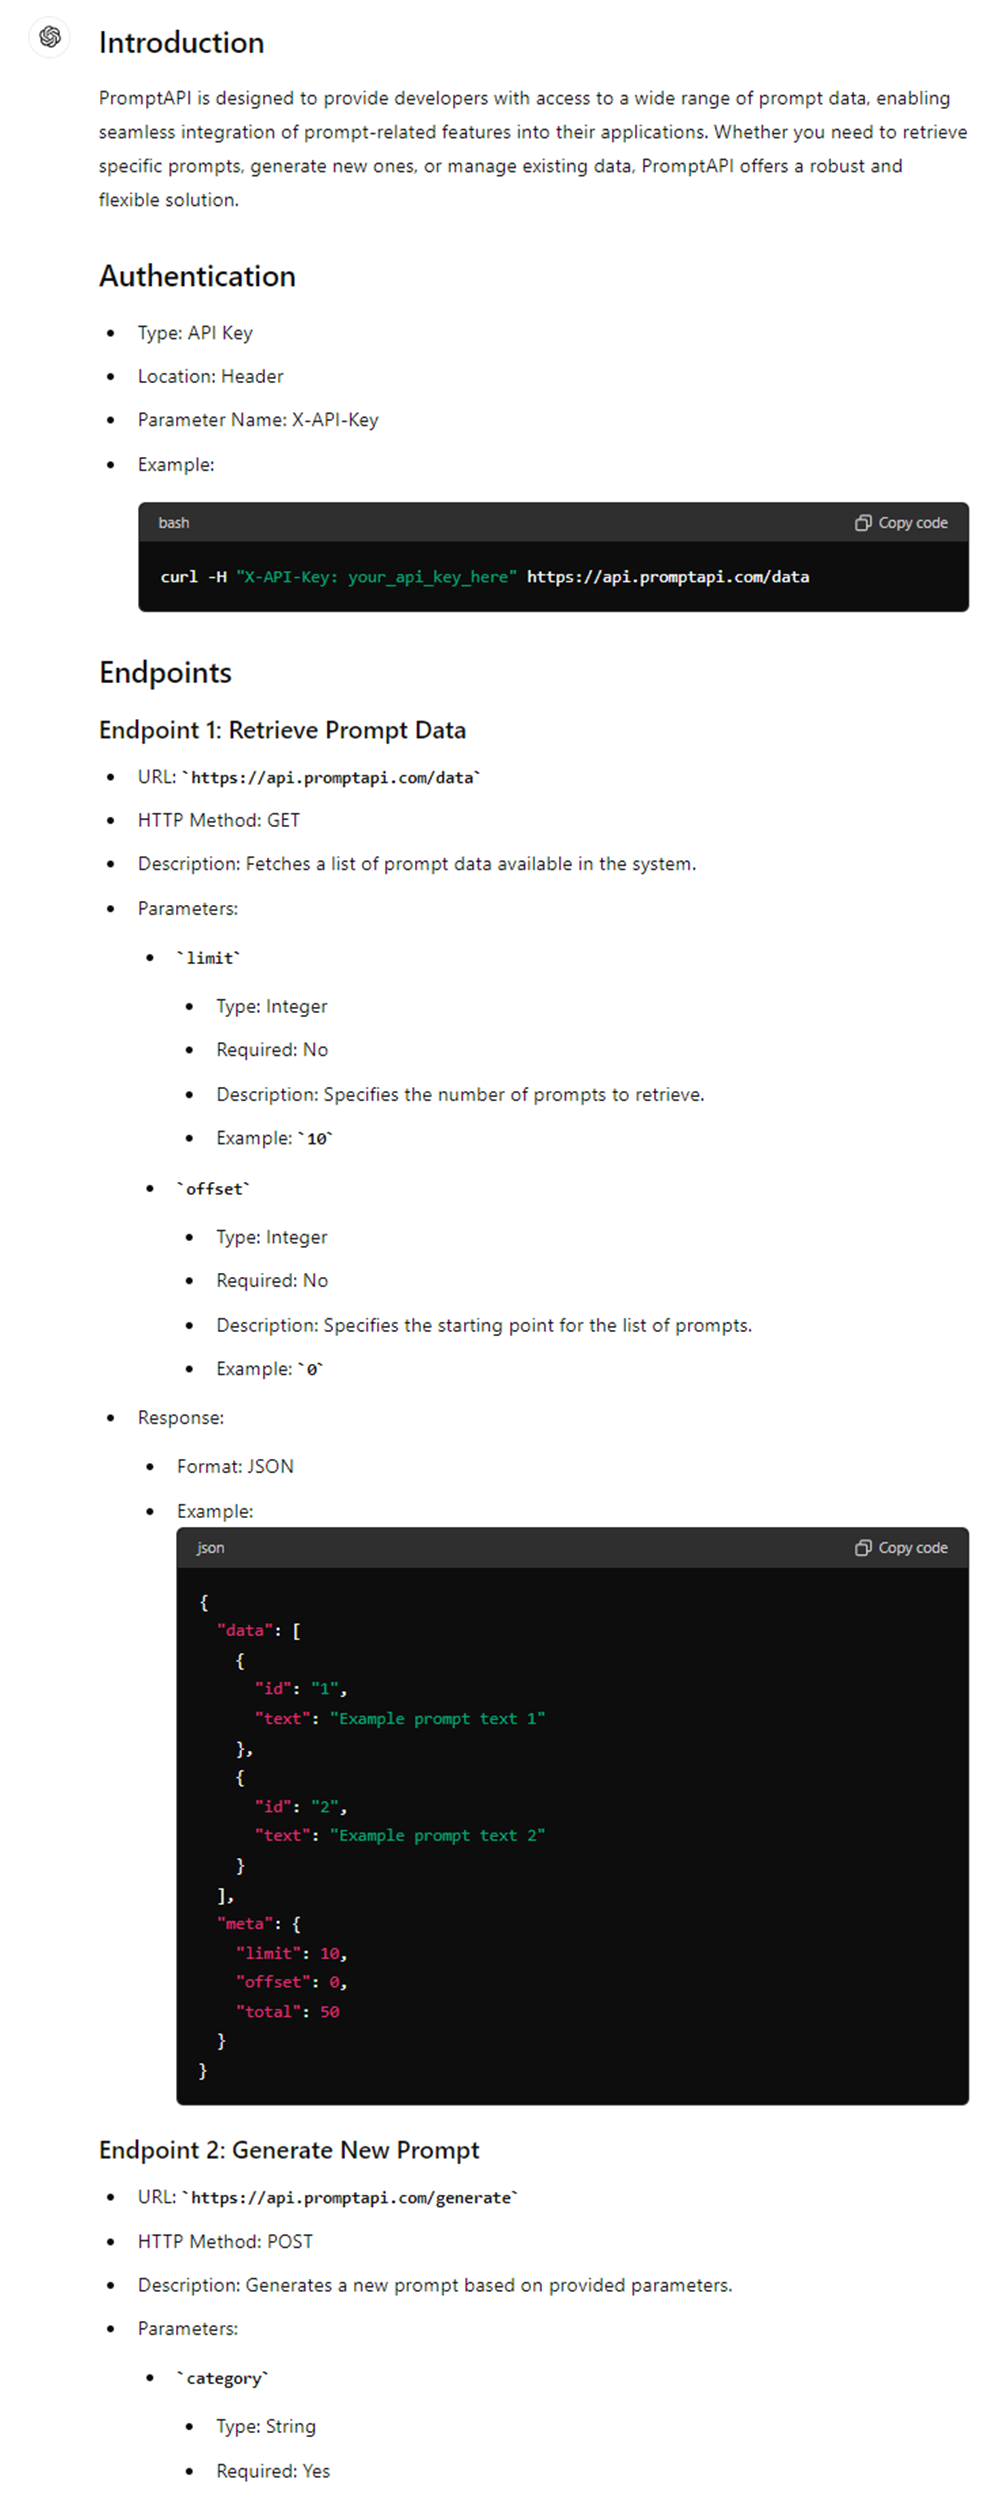 Introduction
PromptAPI is designed to provide developers with access to a wide range of prompt data, enabling
seamless integration of prompt-related features into their applications. Whether you need to retrieve
specific prompts, generate new ones, or manage existing data, PromptAPI offers a robust and
flexible solution.
Authentication
• Type: API Key
• Location: Header
• Parameter Name: X-API-Key
• Example:
bash Copy code
curl -H "X-API-Key: your_api_key_here" https://api.promptapi.com/data
Endpoints
Endpoint 1: Retrieve Prompt Data
• URL: `https://api.promptapi.com/data`
• HTTP Method: GET
• Description: Fetches a list of prompt data available in the system.
• Parameters:
• `limit`
• Type: Integer
• Required: No
• Description: Specifies the number of prompts to retrieve.
• Example: `10`
• `offset`
• Type: Integer
• Required: No
• Description: Specifies the starting point for the list of prompts.
• Example: `0`
• Response:
• Format: JSON
• Example:
json Copy code
{
"data": [
{
"id": "1",
"text": "Example prompt text 1"
},
{
"id": "2",
"text": "Example prompt text 2"
}
],
"meta": {
"limit": 10,
"offset": 0,
"total": 50
}
}
Endpoint 2: Generate New Prompt
• URL: `https://api.promptapi.com/generate`
• HTTP Method: POST
• Description: Generates a new prompt based on provided parameters.
• Parameters:
• `category`
• Type: String
• Required: Yes